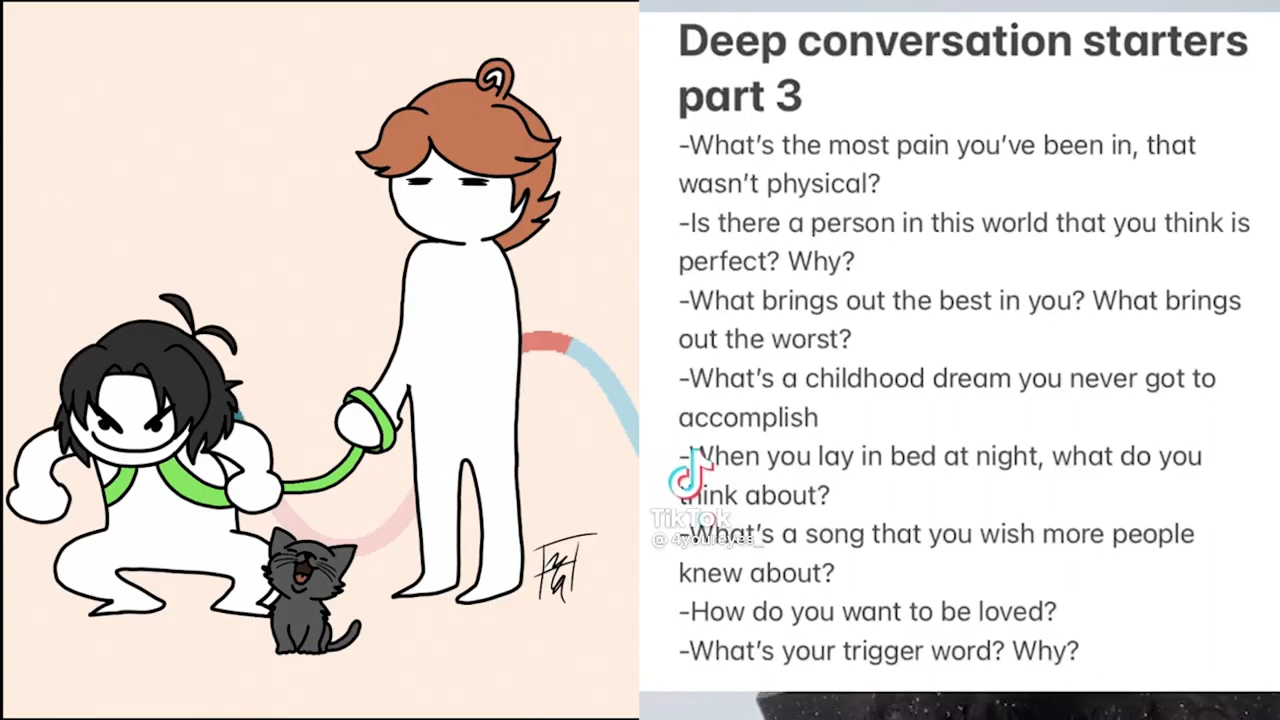 Deep conversation starters
part 3
-What's the most pain you've been in, that
wasn't physical?
-Is there a person in this world that you think is
perfect? Why?
-What brings out the best in you? What brings
out the worst?
-What's a childhood dream you never got to
accomplish
-When you lay in bed at night, what do you
think about?
TikTok
-What's a song that you wish more people
knew about?
-How do you want to be loved?
-What's your trigger word? Why?